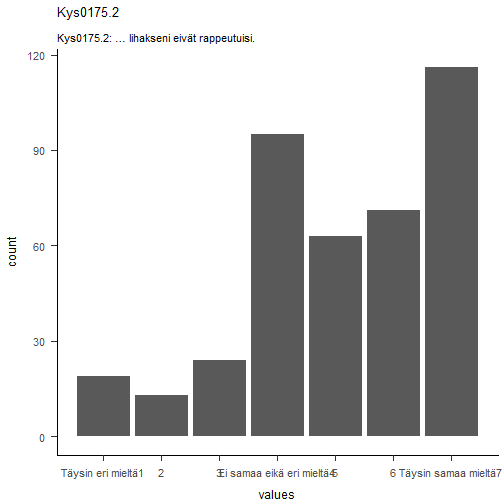 Kys0175.2
Kys0175.2: … lihakseni eivät rappeutuisi.
120
90
60
30
0
count
Täysin eri mieltä1 2 3 Ei samaa eikä eri mieltä4 5 6 Täysin samaa mieltä7
values